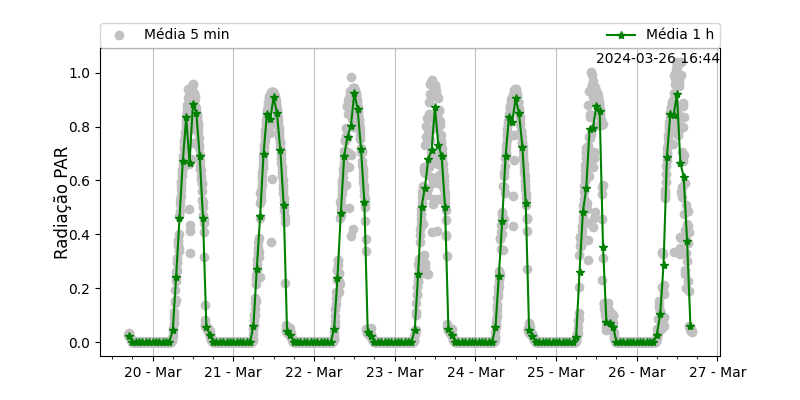 Média 5 min
Média 1 h
2024-03-26 16:44
Radiação PAR
1.0
0.8
0.6
0.4
0.2
0.0
20 - Mar
21 - Mar
22 - Mar
23 - Mar
24 - Mar
25 - Mar
26 - Mar
27 - Mar